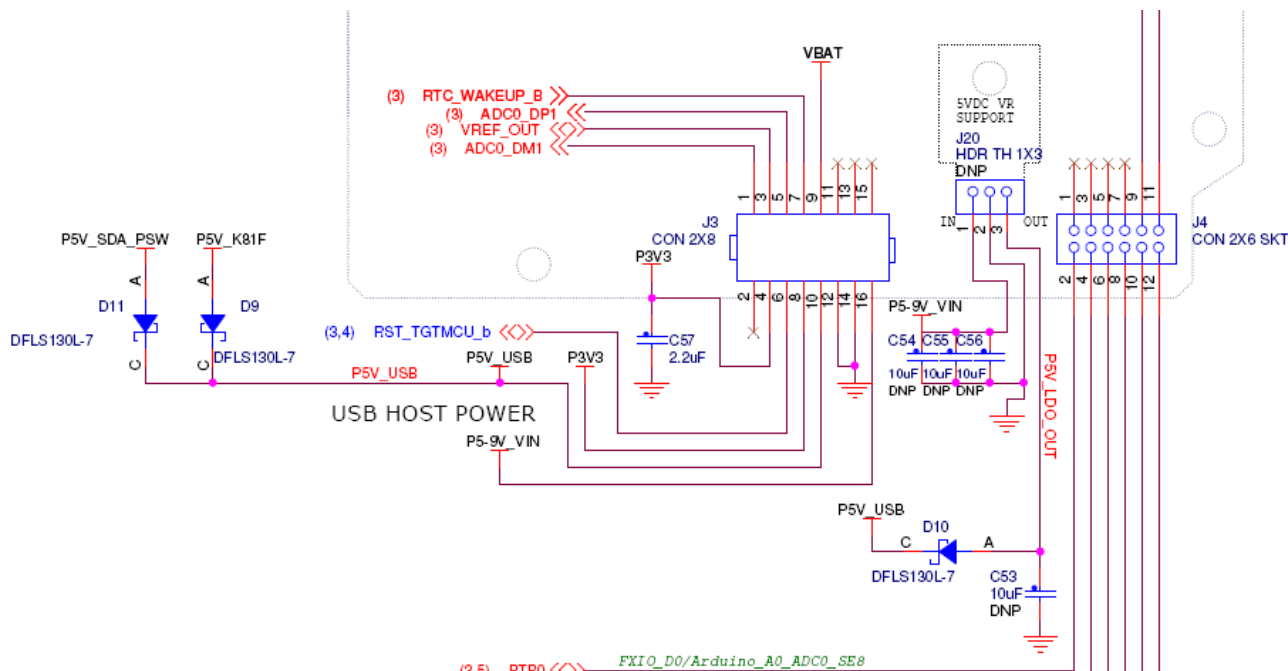 VBAT
(3) RTC_WAKEUP_B
(3) ADC0_DP1
(3) VREF_OUT
(3) ADC0_DM1
5VDC VR
SUPPORT
J20
HDR TH 1X3
DNP
1 3 5 7 9 11 13 15
IN OUT
1 2 3
1 3 5 7 9 11
J3
CON 2X8
J4
CON 2X6 SKT
P5V_SDA_PSW P5V_K81F
P3V3
2 4 6 8 10 12 14 16
2 4 6 8 10 12
A A
D11 D9
DFLS130L-7 DFLS130L-7
C C
(3,4) RST_TGTMCU_b
C57
2.2uF
P5-9V_VIN
C54 C55 C56
10uF 10uF 10uF
DNP DNP DNP
P5V_USB
P5V_USB P3V3
P5V_LDO_OUT
USB HOST POWER
P5-9V_VIN
P5V_USB
D10
C A
DFLS130L-7
C53
10uF
DNP
(3,5) PTB0 FXIO_D0/Arduino_A0_ADC0_SE8